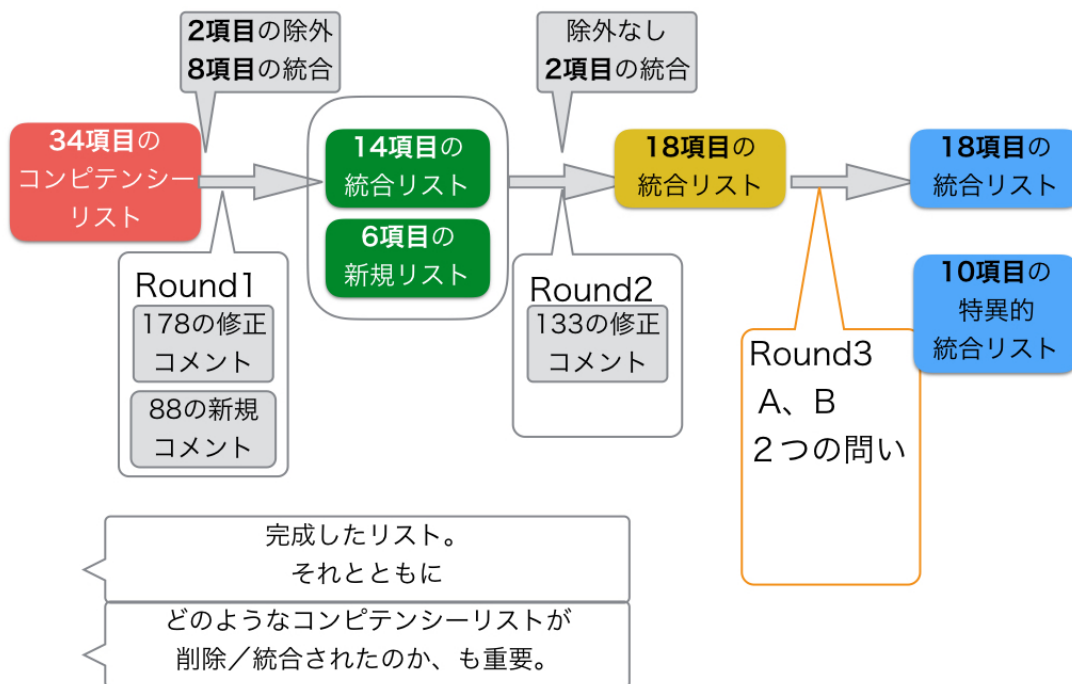 2項目の除外
8項目の統合
除外なし
2項目の統合
34項目の
コンピテンシー
リスト
14項目の
統合リスト
6項目の
新規リスト
18項目の
統合リスト
18項目の
統合リスト
10項目の
特異的
統合リスト
Round1
178の修正
コメント
88の新規
コメント
Round2
133の修正
コメント
Round3
A、B
２つの問い
完成したリスト。
それとともに
どのようなコンピテンシーリストが
削除／統合されたのか、も重要。